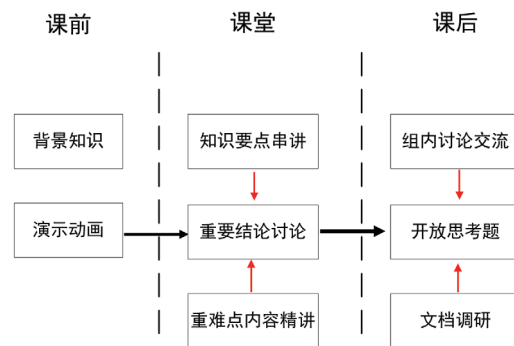 课前
课堂
课后
背景知识
知识要点串讲
组内讨论交流
演示动画
重要结论讨论
开放思考题
重难点内容精讲
文档调研